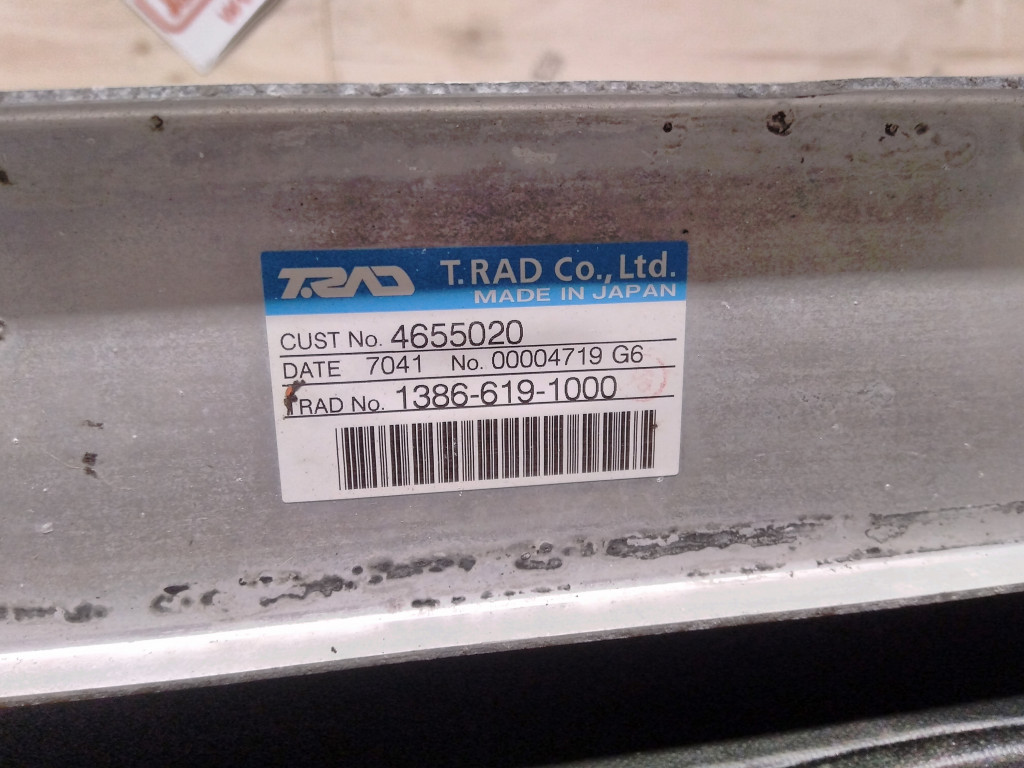 T.RAD T.RAD Co.,Ltd.
MADE IN JAPAN
CUST No. 4655020
DATE 7041 No. 00004719 G6
TRAD No. 1386-619-1000